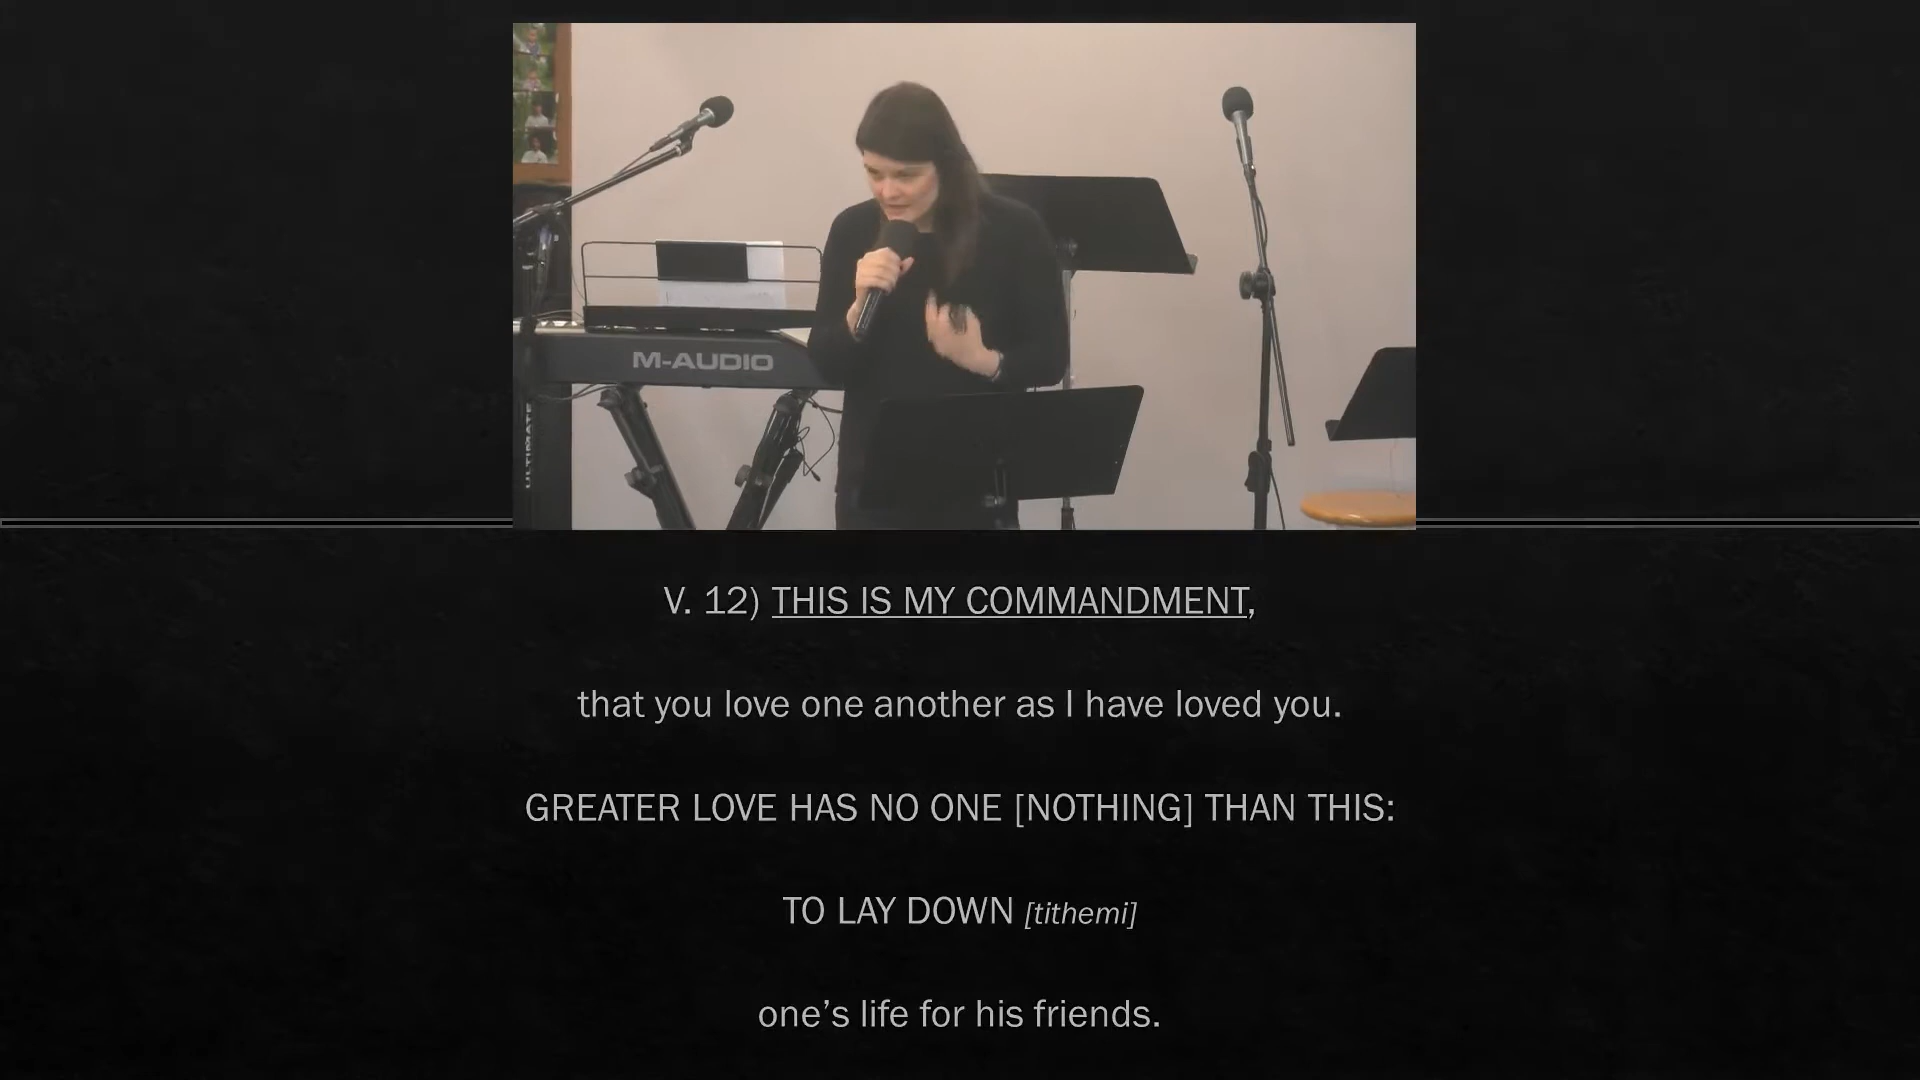 M-AUDIO
ULTIMATE
V. 12) THIS IS MY COMMANDMENT,
that you love one another as I have loved you.
GREATER LOVE HAS NO ONE [NOTHING] THAN THIS:
TO LAY DOWN [tithemi]
one’s life for his friends.